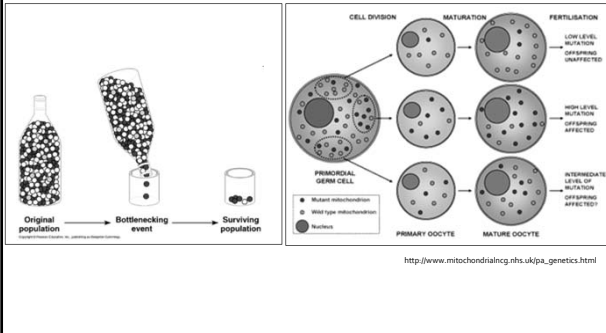 Original
population
Bottlenecking
event
Surviving
population
CELL DIVISION
MATURATION
FERTILISATION
LOW LEVEL
MUTATION
OFFSPRING
UNAFFECTED
HIGH LEVEL
MUTATION
OFFSPRING
AFFECTED
INTERMEDIATE
LEVEL OF
MUTATION
OFFSPRING
AFFECTED?
PRIMORDIAL
GERM CELL
Mutant mitochondrion
Wild type mitochondrion
Nucleus
PRIMARY OOCYTE
MATURE OOCYTE
http://www.mitochondrialncg.nhs.uk/pa_genetics.html